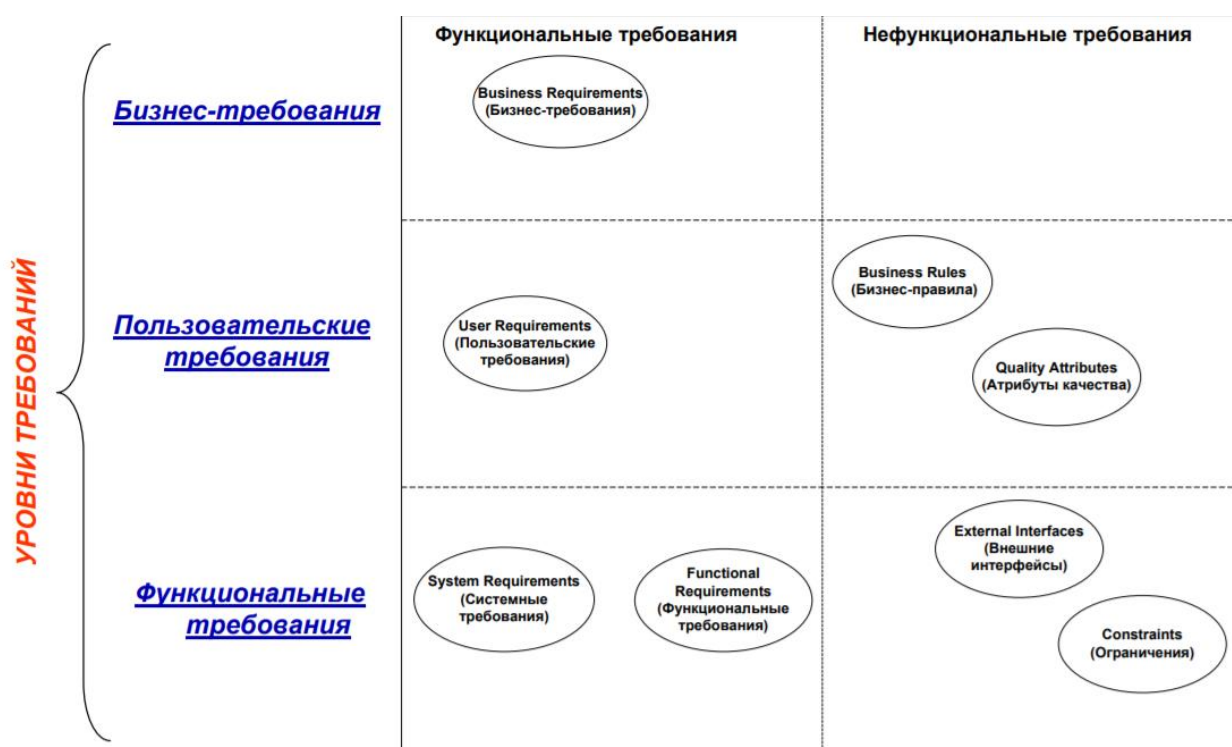 Функциональные требования
Нефункциональные требования
Бизнес-требования
Business Requirements
(Бизнес-требования)
УРОВНИ ТРЕБОВАНИЙ
Пользовательские
требования
User Requirements
(Пользовательские
требования)
Business Rules
(Бизнес-правила)
Quality Attributes
(Атрибуты качества)
Функциональные
требования
System Requirements
(Системные
требования)
Functional
Requirements
(Функциональные
требования)
External Interfaces
(Внешние
интерфейсы)
Constraints
(Ограничения)